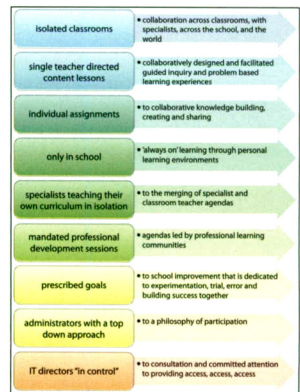 isolated classrooms
• collaboration across classrooms, with
specialists, across the school, and the
world
single teacher directed
content lessons
• collaboratively designed and facilitated
guided inquiry and problem based
learning experiences
individual assignments
• to collaborative knowledge building,
creating and sharing
only in school
• 'always on' learning through personal
learning environments
specialists teaching their
own curriculum in isolation
• to the merging of specialist and
classroom teacher agendas
mandated professional
development sessions
• agendas led by professional learning
communities
prescribed goals
• to school improvement that is dedicated
to experimentation, trial, error and
building success together
administrators with a top
down approach
• to a philosophy of participation
IT directors "in control"
• to consultation and committed attention
to providing access, access, access